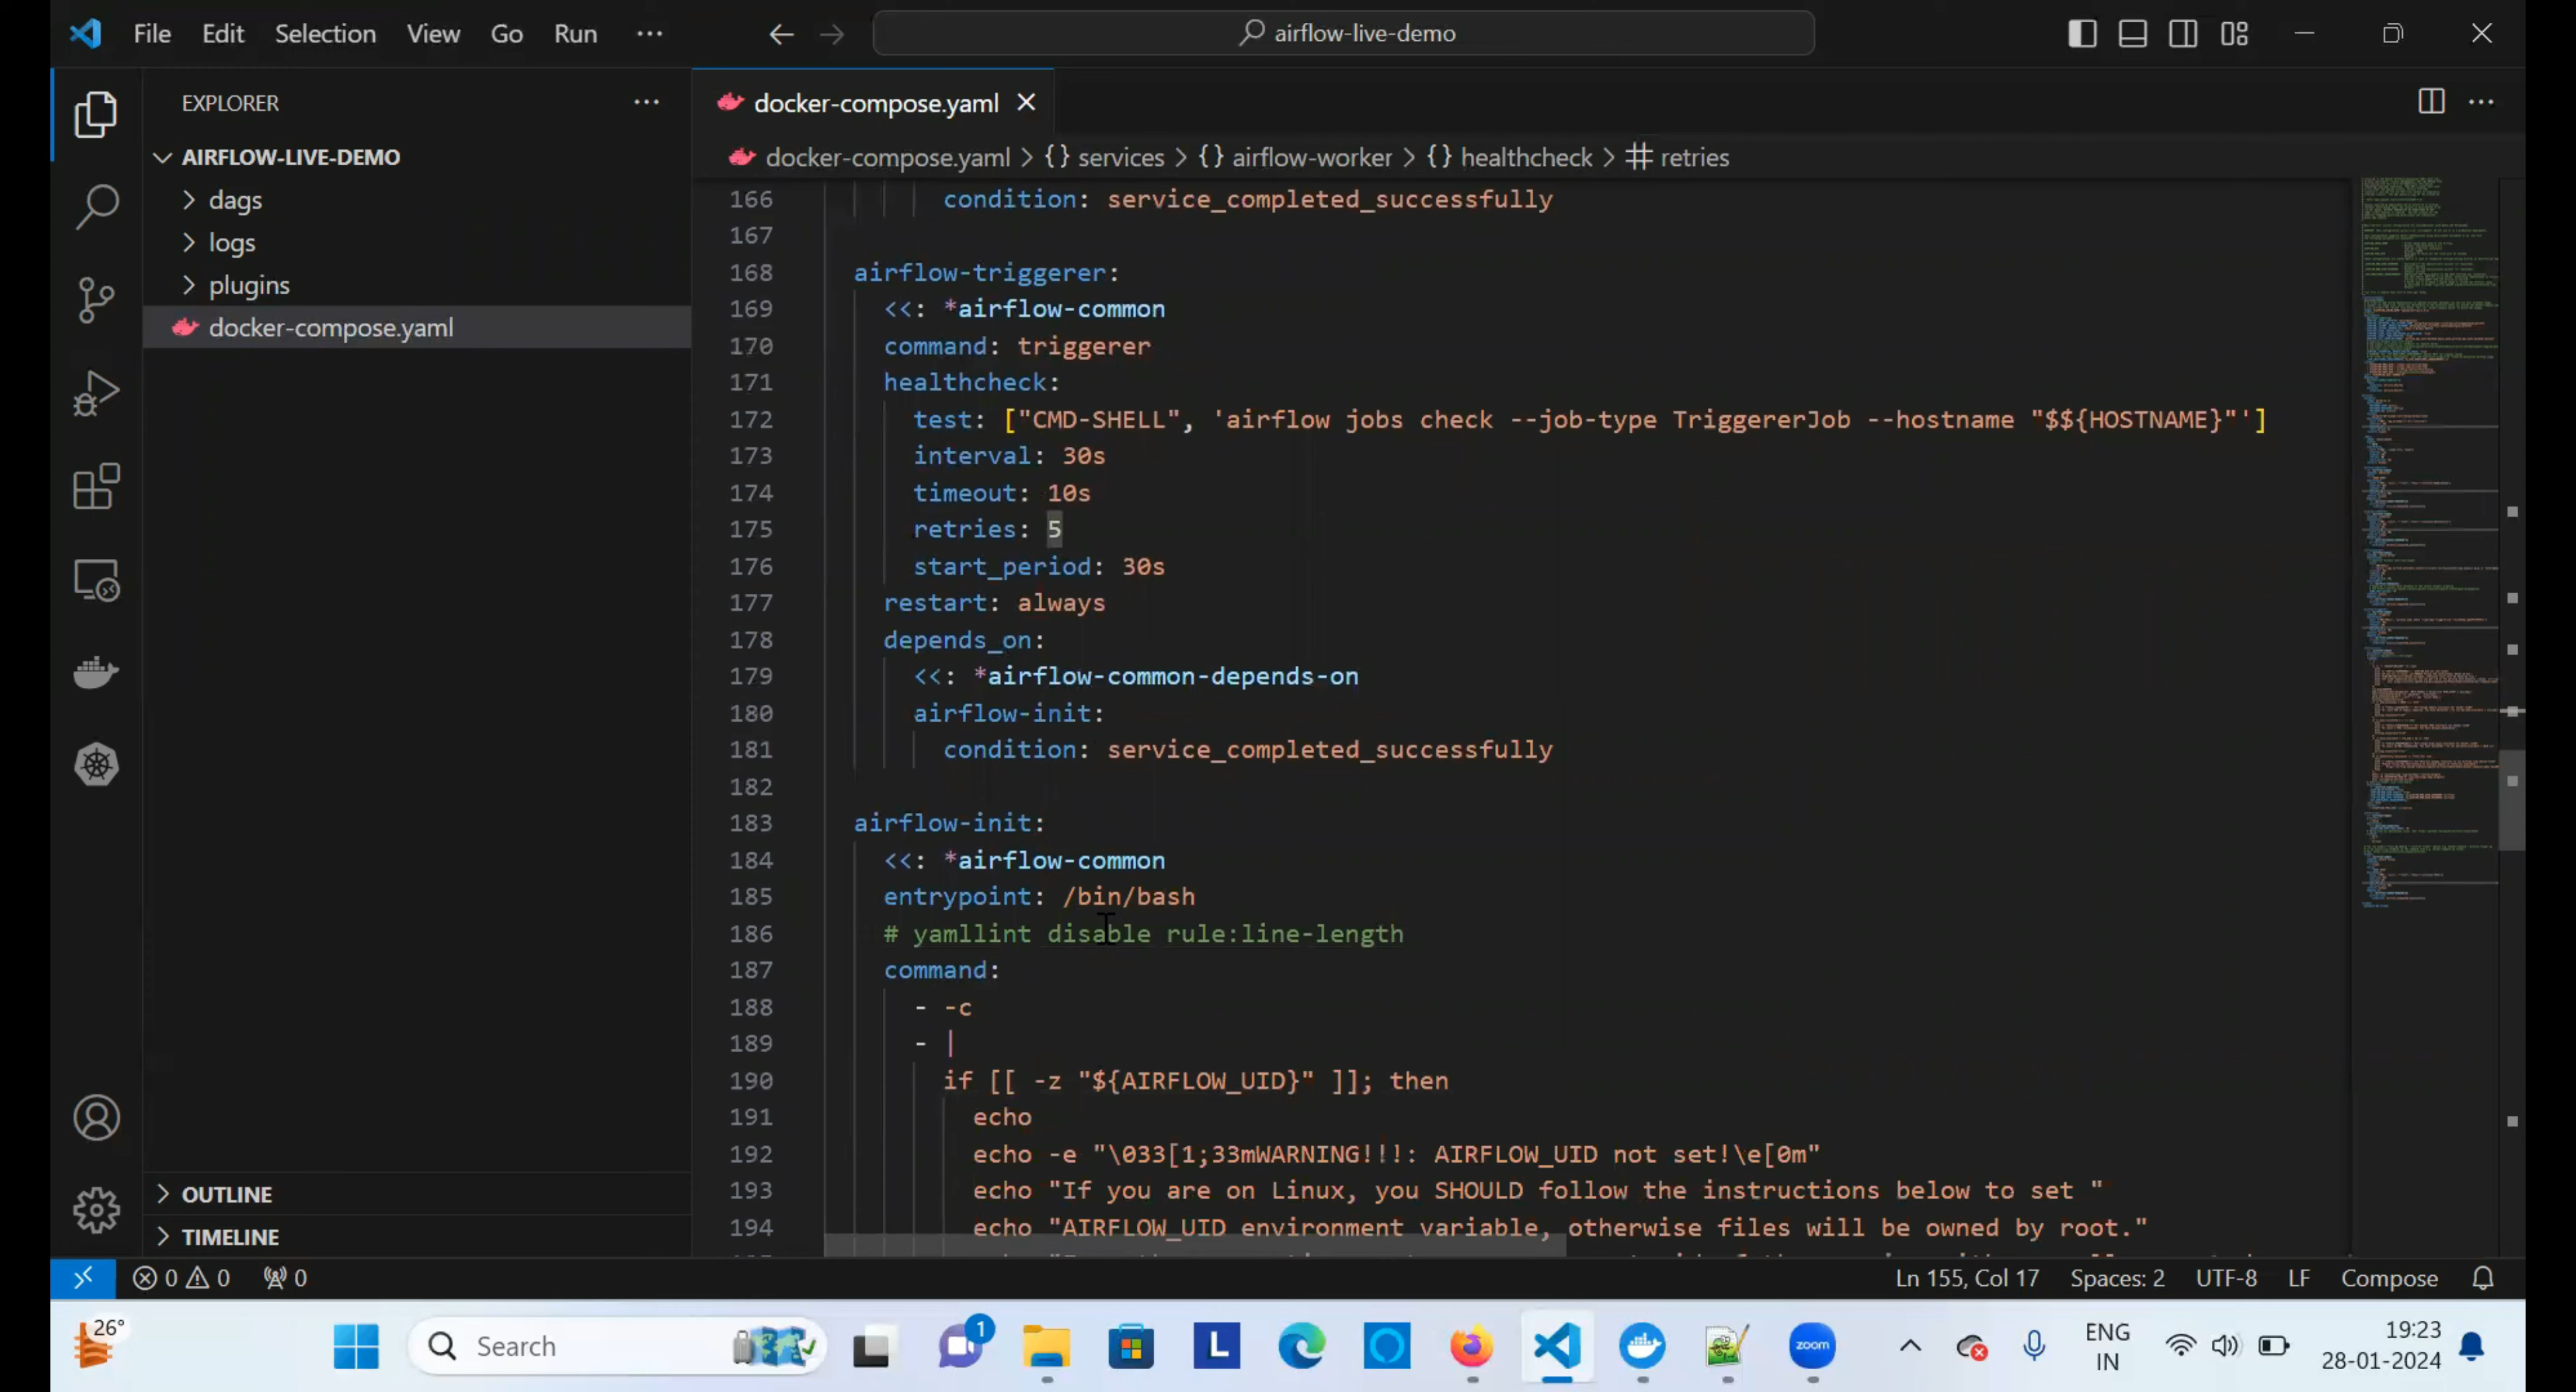 File Edit Selection View Go Run ···
airflow-live-demo
EXPLORER
AIRFLOW-LIVE-DEMO
dags
logs
plugins
docker-compose.yaml
OUTLINE
TIMELINE
docker-compose.yaml
docker-compose.yaml > {} services > {} airflow-worker > {} healthcheck > # retries
166 condition: service_completed_successfully
167
168 airflow-triggerer:
169 <<: *airflow-common
170 command: triggerer
171 healthcheck:
172 test: ["CMD-SHELL", 'airflow jobs check --job-type TriggererJob --hostname "$${HOSTNAME}"']
173 interval: 30s
174 timeout: 10s
175 retries: 5
176 start_period: 30s
177 restart: always
178 depends_on:
179 <<: *airflow-common-depends-on
180 airflow-init:
181 condition: service_completed_successfully
182
183 airflow-init:
184 <<: *airflow-common
185 entrypoint: /bin/bash
186 # yamllint disable rule:line-length
187 command:
188 - -c
189 - |
190 if [[ -z "${AIRFLOW_UID}" ]]; then
191 echo
192 echo -e "\033[1;33mWARNING!!!: AIRFLOW_UID not set!\e[0m"
193 echo "If you are on Linux, you SHOULD follow the instructions below to set "
194 echo "AIRFLOW_UID environment variable, otherwise files will be owned by root."
0 0 0
Ln 155, Col 17 Spaces: 2 UTF-8 LF Compose
26°
Search
1
L
zoom
ENG
IN
19:23
28-01-2024